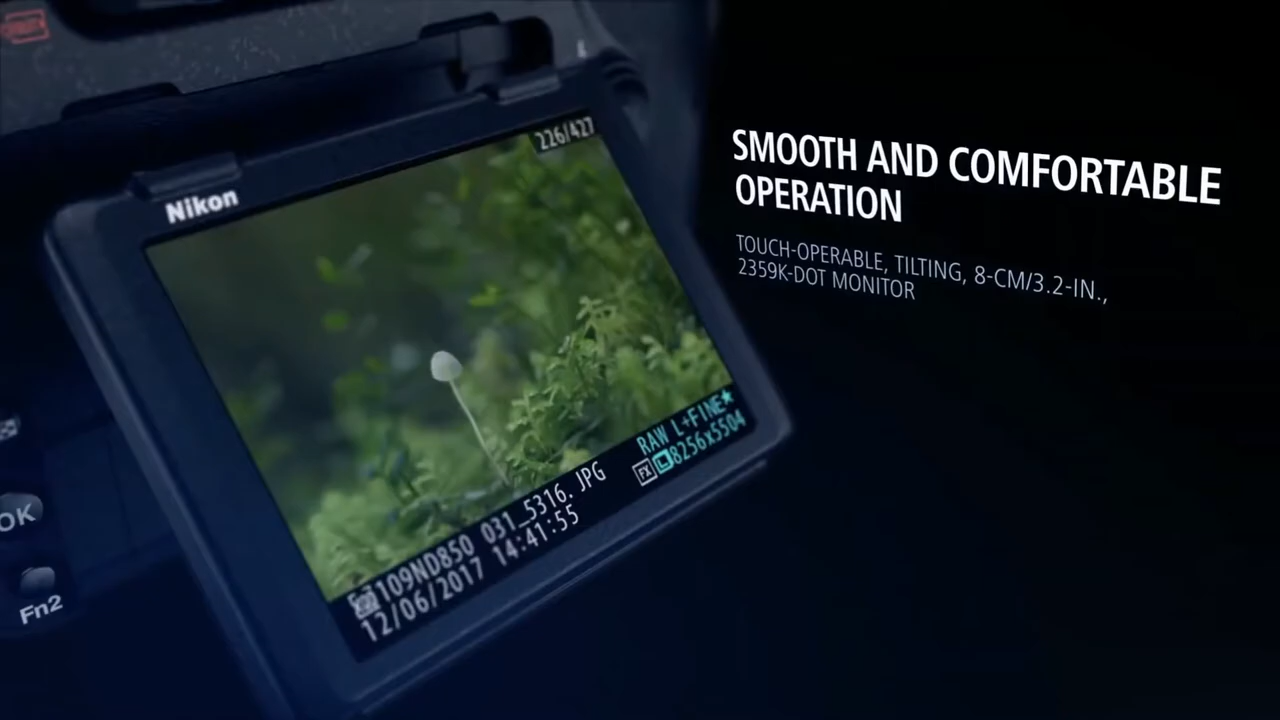 Nikon
226/427
RAW L+FINE★
FX L 8256x5504
109ND850 031_5316. JPG
12/06/2017 14:41:55
OK
Fn2
SMOOTH AND COMFORTABLE
OPERATION
TOUCH-OPERABLE, TILTING, 8-CM/3.2-IN.,
2359K-DOT MONITOR